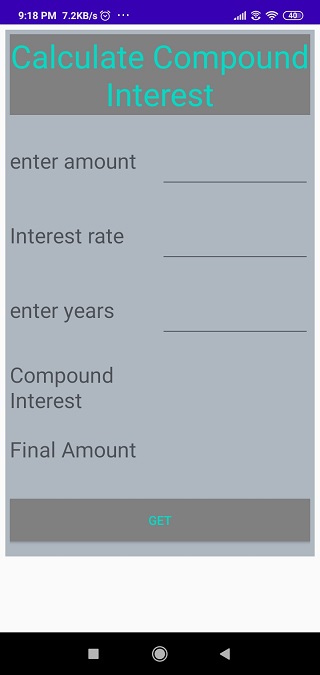 9:18 PM 7.2KB/s ... 40
Calculate Compound
Interest
enter amount
Interest rate
enter years
Compound
Interest
Final Amount
GET